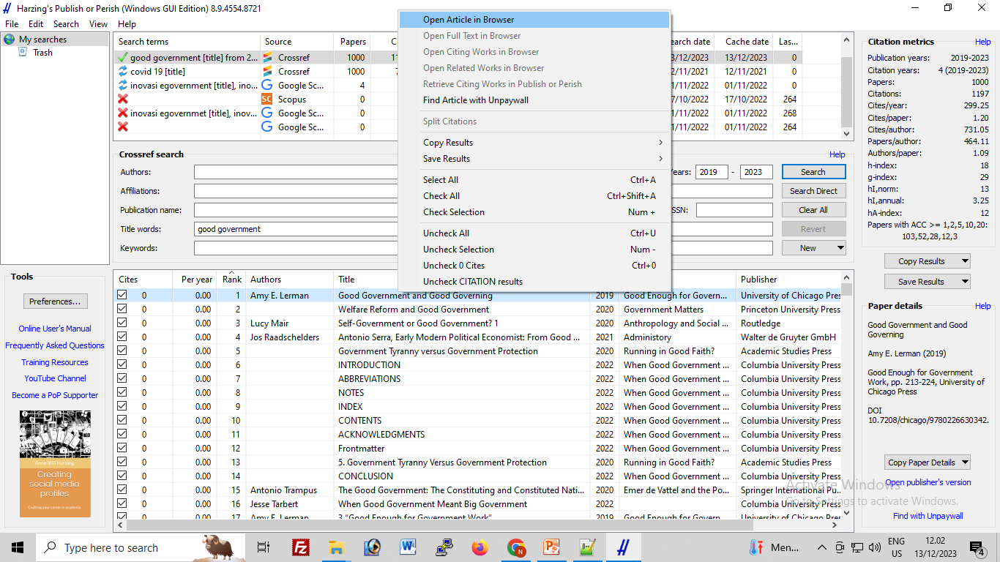 Harzing's Publish or Perish (Windows GUI Edition) 8.9.4554.8721
File Edit Search View Help
My searches
Trash
Search terms Source Papers arch date Cache date Las...
good government [title] from 2... Crossref 1000 3/12/2023 13/12/2023 0
covid 19 [title] Crossref 1000 2/11/2021 12/11/2021 0
inovasi egovernment [title], ino... Google Sc... 4 1/11/2022 01/11/2022 0
SC Scopus 0 7/10/2022 17/10/2022 264
inovasi egovernmet [title], inov... Google Sc... 0 1/11/2022 01/11/2022 268
Google Sc... 0 1/11/2022 01/11/2022 264
Open Article in Browser
Open Full Text in Browser
Open Citing Works in Browser
Open Related Works in Browser
Retrieve Citing Works in Publish or Perish
Find Article with Unpaywall
Split Citations
Copy Results
Save Results
Select All Ctrl+A
Check All Ctrl+Shift+A
Check Selection Num +
Uncheck All Ctrl+U
Uncheck Selection Num -
Uncheck 0 Cites Ctrl+0
Uncheck CITATION results
Crossref search Help
Authors: Years: 2019 - 2023 Search
Affiliations: Search Direct
Publication name: SSN: Clear All
Title words: good government Revert
Keywords: New
Cites Per year Rank Authors Title Publisher
0 0.00 1 Amy E. Lerman Good Government and Good Governing 2019 Good Enough for Govern... University of Chicago Pres
0 0.00 2 Welfare Reform and Good Government 2020 Government Matters Princeton University Press
0 0.00 3 Lucy Mair Self-Government or Good Government? 1 2020 Anthropology and Social ... Routledge
0 0.00 4 Jos Raadschelders Antonio Serra, Early Modern Political Economist: From Good ... 2021 Administory Walter de Gruyter GmbH
0 0.00 5 Government Tyranny versus Government Protection 2020 Running in Good Faith? Academic Studies Press
0 0.00 6 INTRODUCTION 2022 When Good Government ... Columbia University Press
0 0.00 7 ABBREVIATIONS 2022 When Good Government ... Columbia University Press
0 0.00 8 NOTES 2022 When Good Government ... Columbia University Press
0 0.00 9 INDEX 2022 When Good Government ... Columbia University Press
0 0.00 10 CONTENTS 2022 When Good Government ... Columbia University Press
0 0.00 11 ACKNOWLEDGMENTS 2022 When Good Government ... Columbia University Press
0 0.00 12 Frontmatter 2022 When Good Government ... Columbia University Press
0 0.00 13 5. Government Tyranny Versus Government Protection 2020 Running in Good Faith? Academic Studies Press
0 0.00 14 CONCLUSION 2022 When Good Government ... Columbia University Press
0 0.00 15 Antonio Trampus The Good Government: The Constituting and Constituted Nati... 2020 Emer de Vattel and the Po... Springer International Pu...
0 0.00 16 Jesse Tarbert When Good Government Meant Big Government 2022 Columbia University Press
0 0.00 17 Amy E. Lerman 3 "Good Enough for Government Work" 2019 Good Enough for Govern... University of Chicago Pres
Tools
Preferences...
Online User's Manual
Frequently Asked Questions
Training Resources
YouTube Channel
Become a PoP Supporter
Anne-Wil Harzing
Creating
social media
profiles
Crafting your career in academia
Citation metrics Help
Publication years: 2019-2023
Citation years: 4 (2019-2023)
Papers: 1000
Citations: 1197
Cites/year: 299.25
Cites/paper: 1.20
Cites/author: 731.05
Papers/author: 464.11
Authors/paper: 1.09
h-index: 18
g-index: 29
hI,norm: 13
hI,annual: 3.25
hA-index: 12
Papers with ACC >= 1,2,5,10,20:
103,52,28,12,3
Copy Results
Save Results
Paper details Help
Good Government and Good
Governing
Amy E. Lerman (2019)
Good Enough for Government
Work, pp. 213-224, University of
Chicago Press
DOI
10.7208/chicago/9780226630342.
Copy Paper Details
Open publisher's version
Find with Unpaywall
Activate Windows
Go to Settings to activate Windows.
Type here to search
Men...
ENG
US
12.02
13/12/2023
4